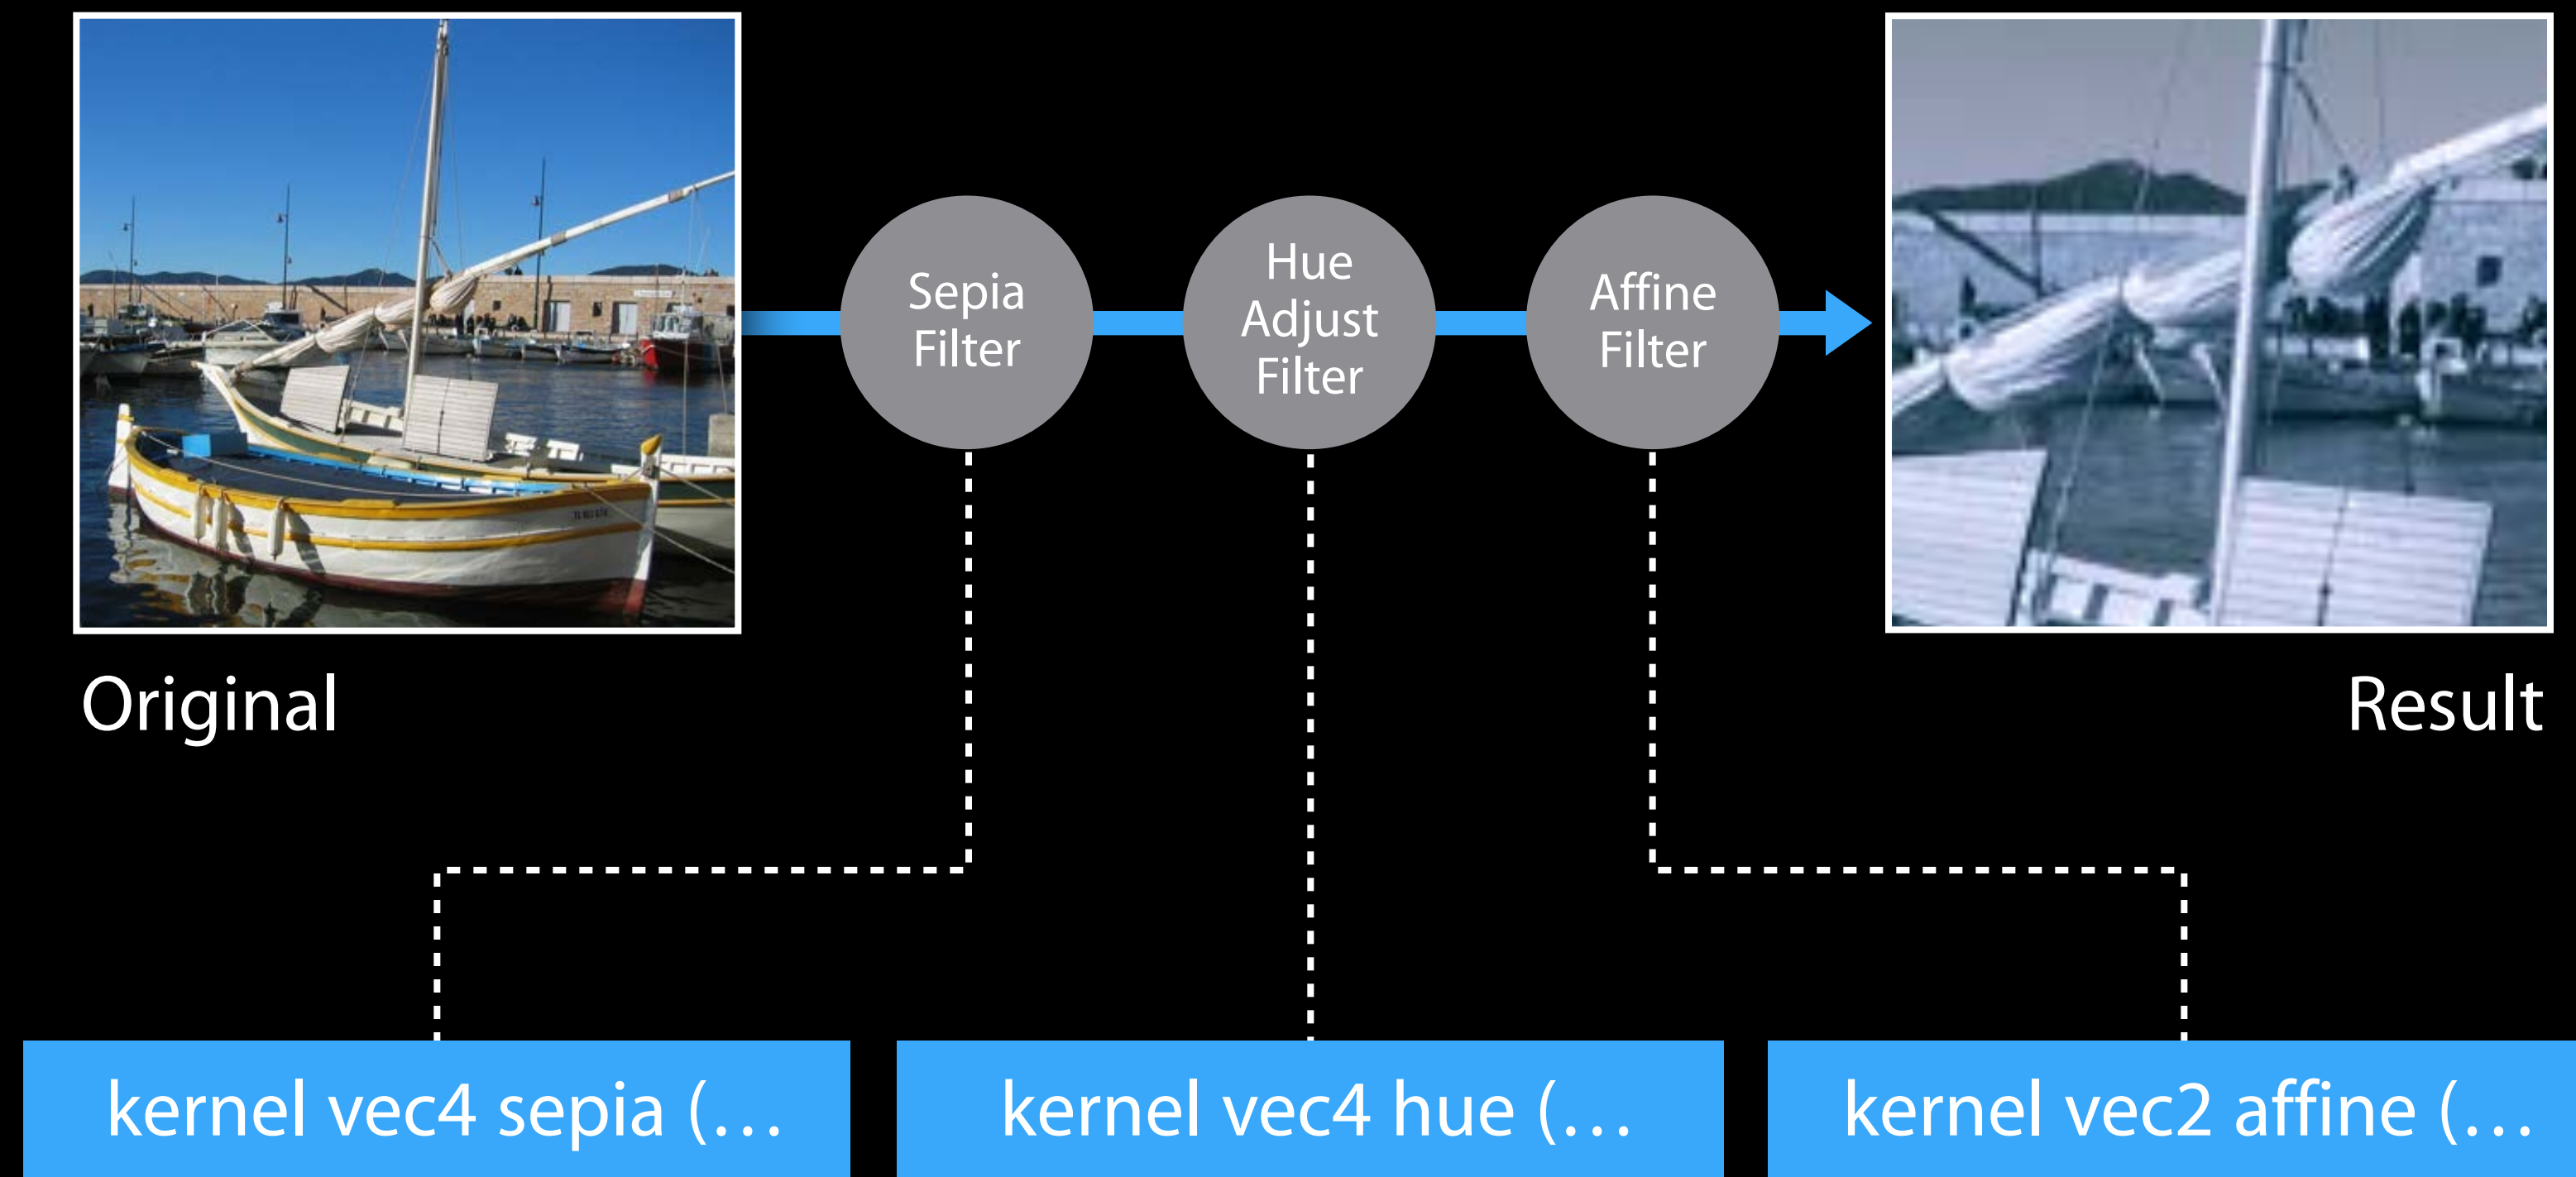 Sepia
Filter
Hue
Adjust
Filter
Affine
Filter
Original
Result
kernel vec4 sepia (…
kernel vec4 hue (…
kernel vec2 affine (…